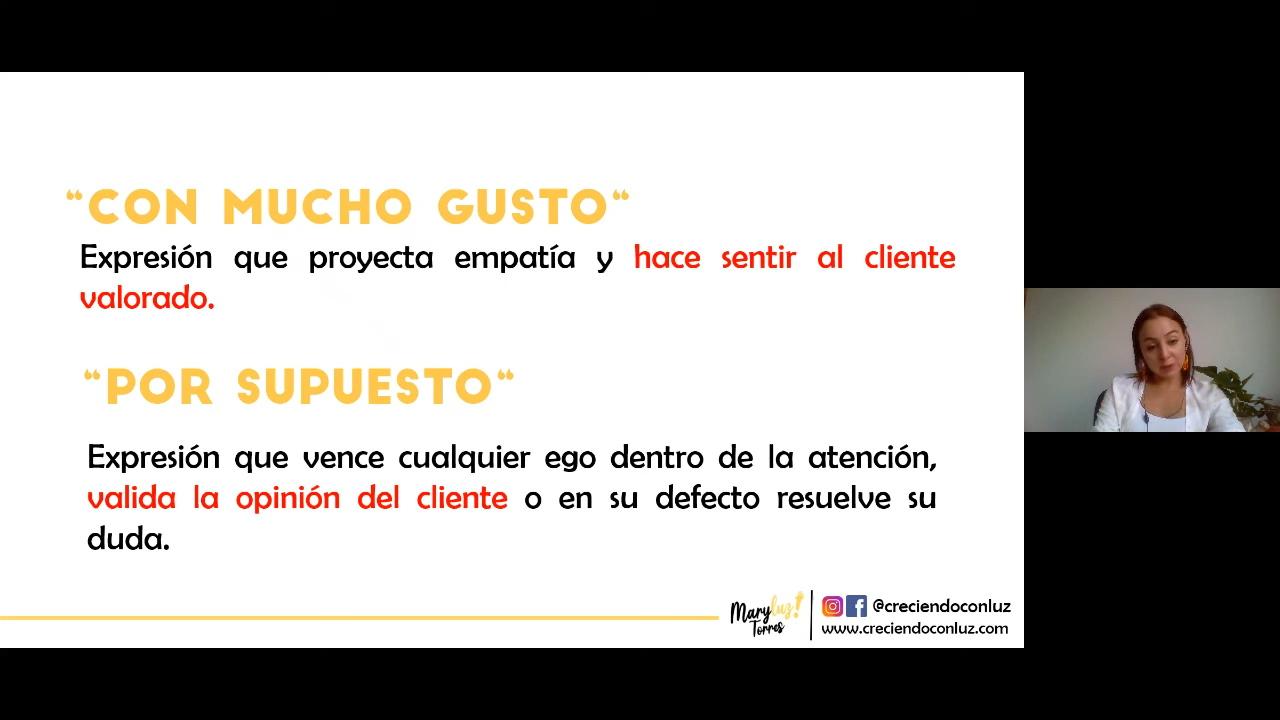 “CON MUCHO GUSTO“
Expresión que proyecta empatía y hace sentir al cliente
valorado.
“POR SUPUESTO“
Expresión que vence cualquier ego dentro de la atención,
valida la opinión del cliente o en su defecto resuelve su
duda.
Maryluz!
Torres
@creciendoconluz
www.creciendoconluz.com